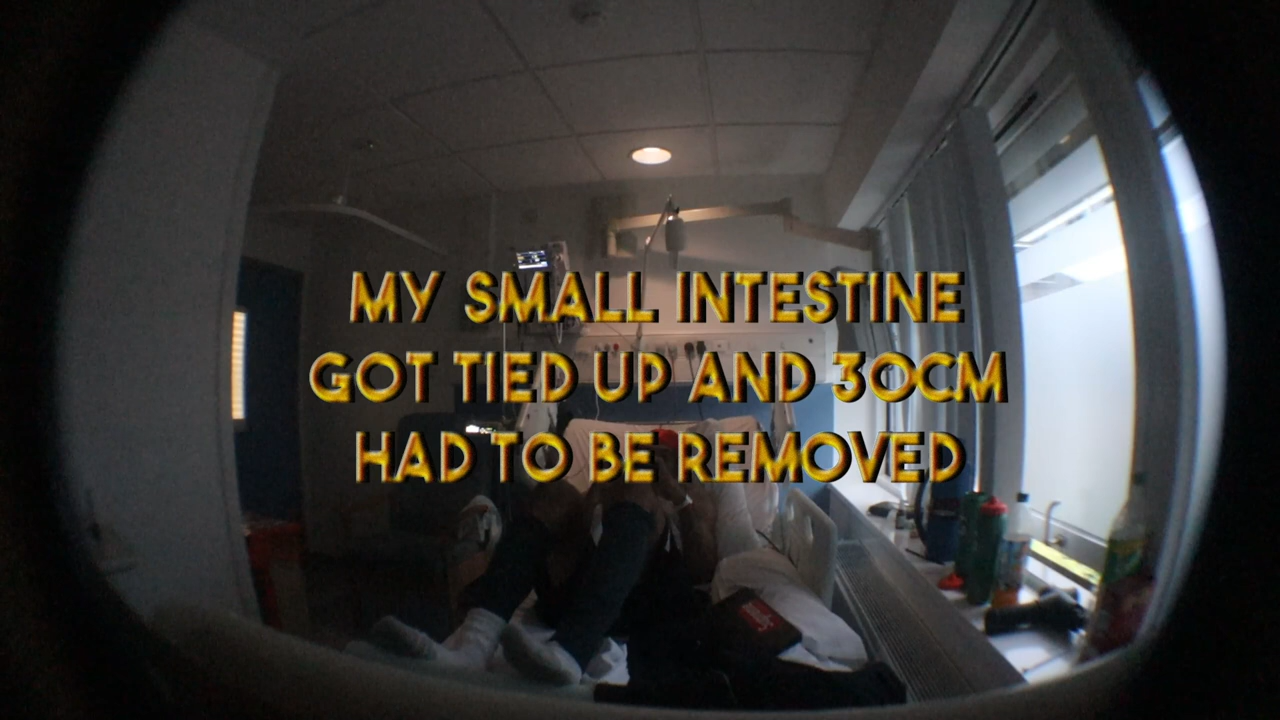 MY SMALL INTESTINE
GOT TIED UP AND 30CM
HAD TO BE REMOVED